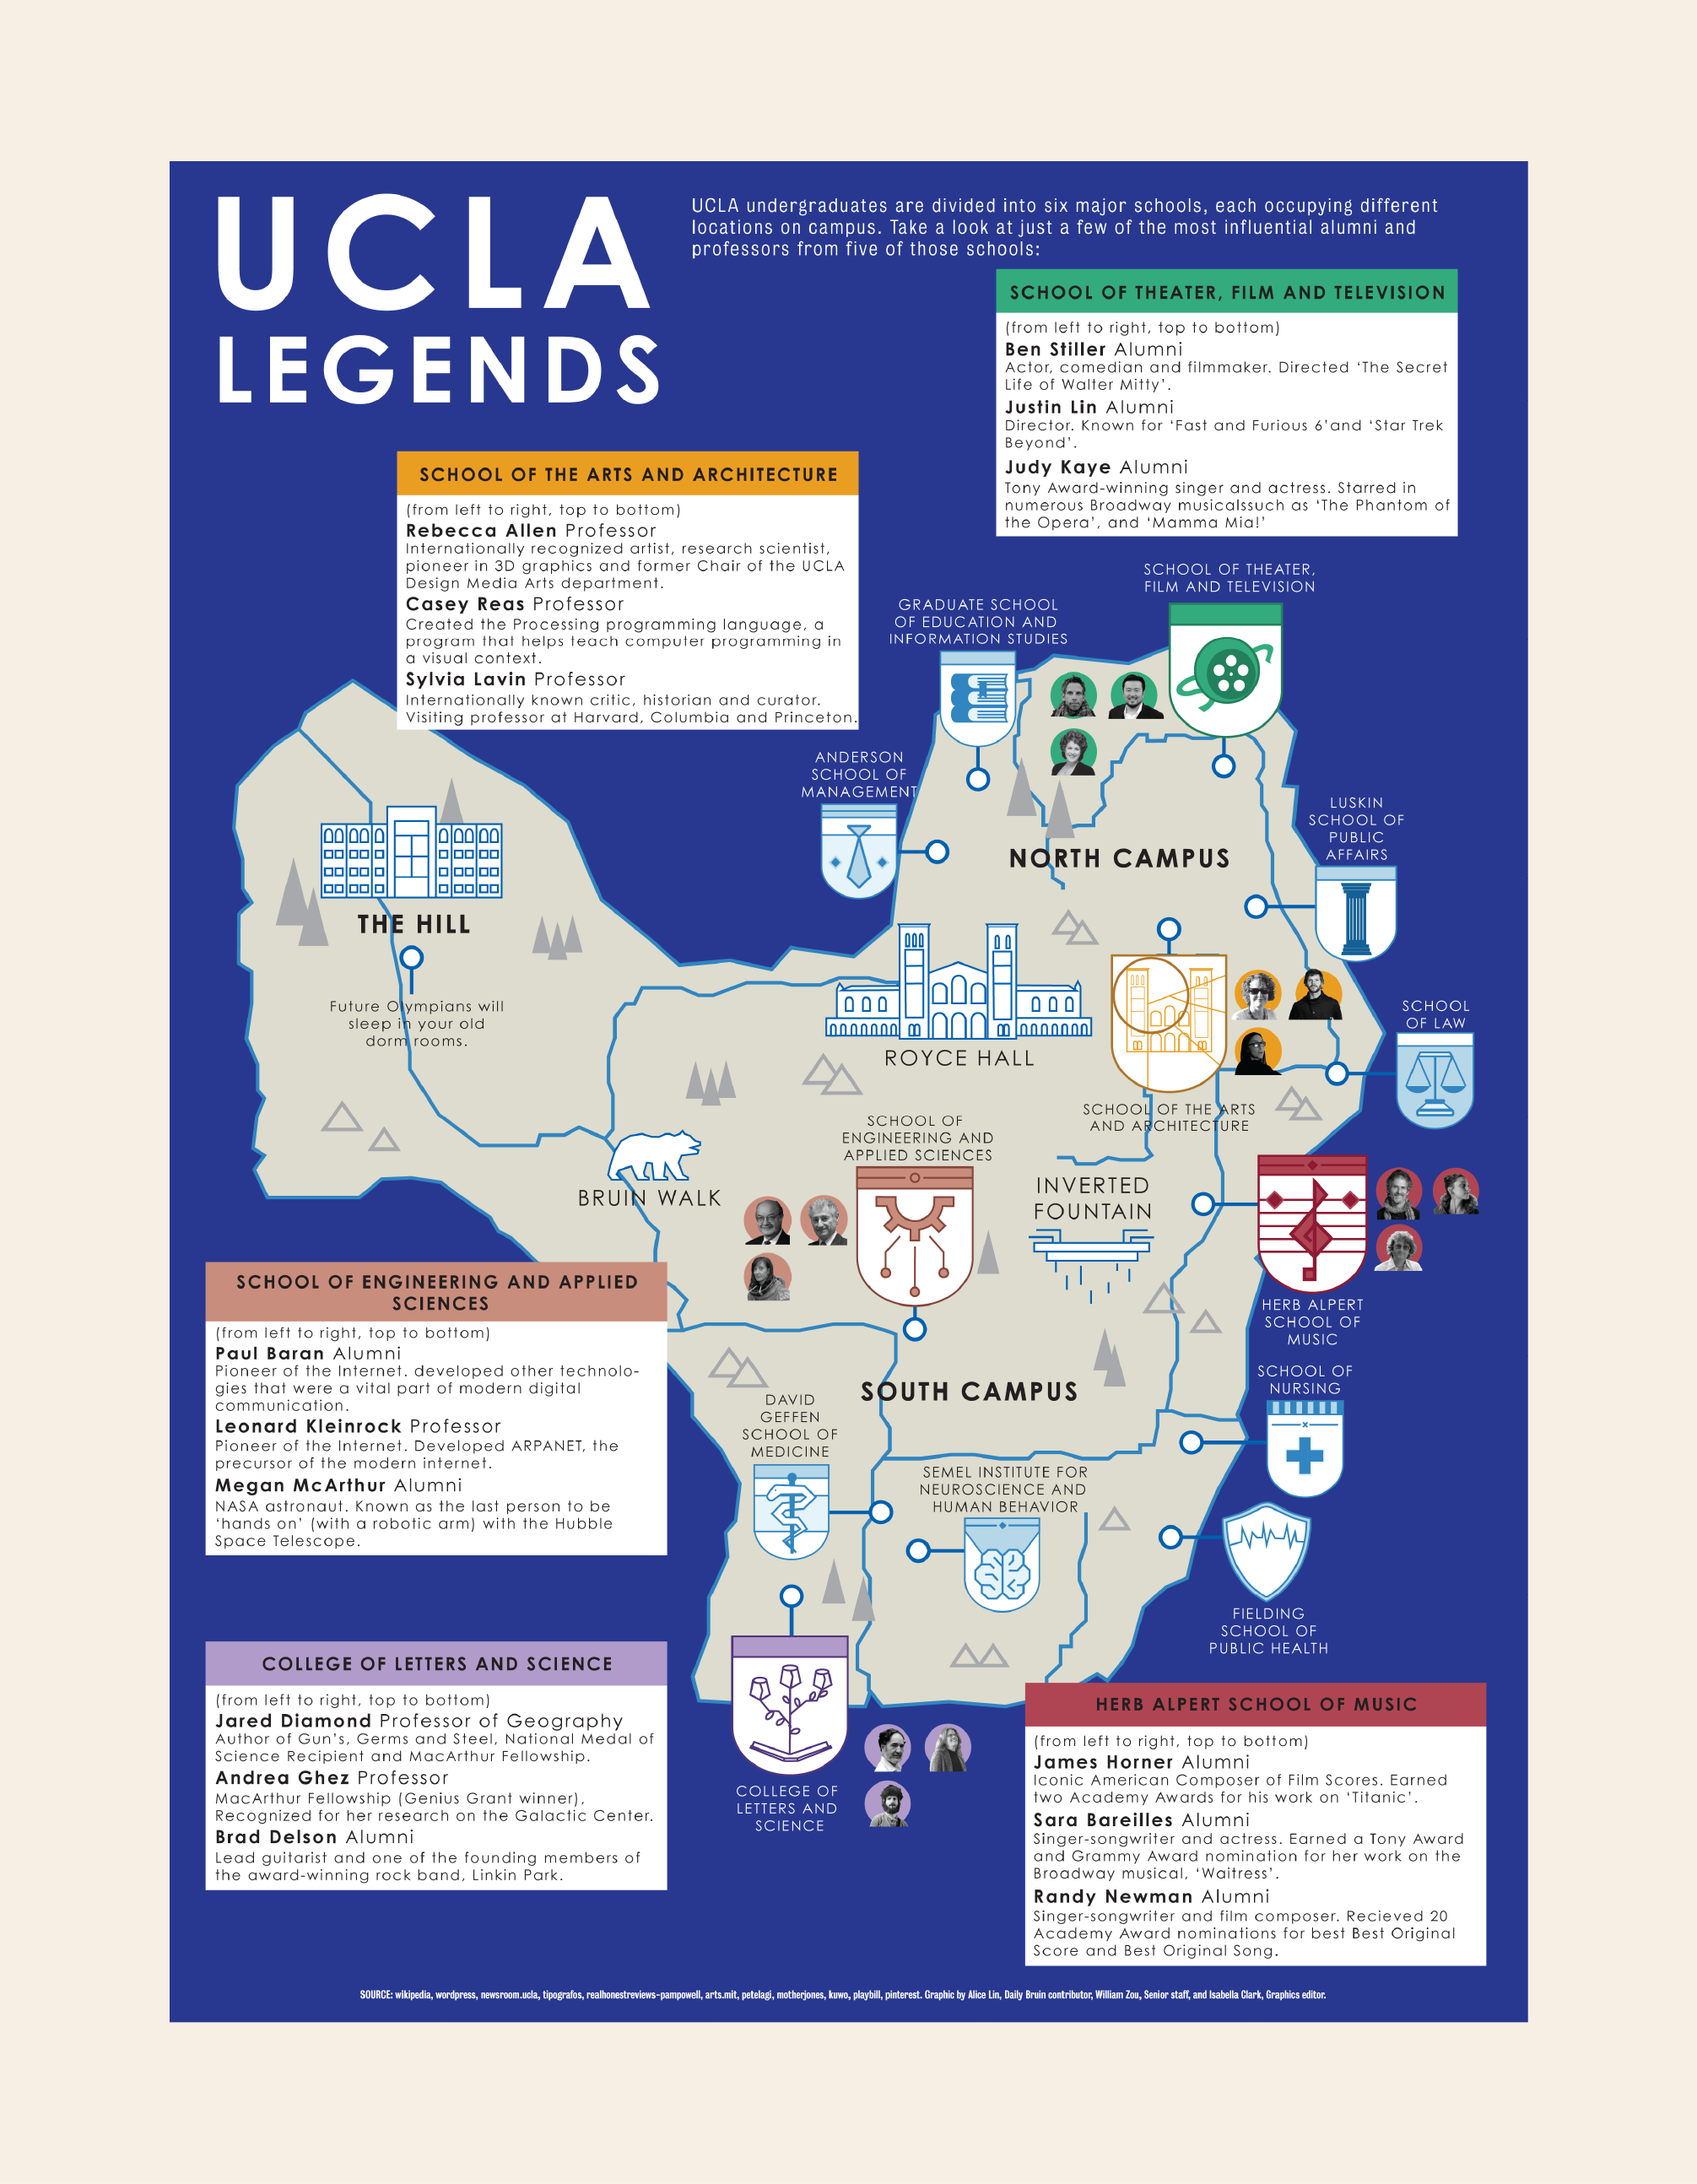 UCLA
LEGENDS
UCLA undergraduates are divided into six major schools, each occupying different
locations on campus. Take a look at just a few of the most influential alumni and
professors from five of those schools:
SCHOOL OF THEATER, FILM AND TELEVISION
(from left to right, top to bottom)
Ben Stiller Alumni
Actor, comedian and filmmaker. Directed ‘The Secret
Life of Walter Mitty’.
Justin Lin Alumni
Director. Known for ‘Fast and Furious 6’and ‘Star Trek
Beyond’.
Judy Kaye Alumni
Tony Award-winning singer and actress. Starred in
numerous Broadway musicalssuch as ‘The Phantom of
the Opera’, and ‘Mamma Mia!’
SCHOOL OF THE ARTS AND ARCHITECTURE
(from left to right, top to bottom)
Rebecca Allen Professor
Internationally recognized artist, research scientist,
pioneer in 3D graphics and former Chair of the UCLA
Design Media Arts department.
Casey Reas Professor
Created the Processing programming language, a
program that helps teach computer programming in
a visual context.
Sylvia Lavin Professor
Internationally known critic, historian and curator.
Visiting professor at Harvard, Columbia and Princeton.
SCHOOL OF THEATER,
FILM AND TELEVISION
GRADUATE SCHOOL
OF EDUCATION AND
INFORMATION STUDIES
ANDERSON
SCHOOL OF
MANAGEMENT
LUSKIN
SCHOOL OF
PUBLIC
AFFAIRS
NORTH CAMPUS
THE HILL
Future Olympians will
sleep in your old
dorm rooms.
SCHOOL
OF LAW
ROYCE HALL
SCHOOL OF THE ARTS
AND ARCHITECTURE
SCHOOL OF
ENGINEERING AND
APPLIED SCIENCES
BRUIN WALK
INVERTED
FOUNTAIN
HERB ALPERT
SCHOOL OF
MUSIC
SCHOOL OF ENGINEERING AND APPLIED
SCIENCES
(from left to right, top to bottom)
Paul Baran Alumni
Pioneer of the Internet. developed other technolo-
gies that were a vital part of modern digital
communication.
Leonard Kleinrock Professor
Pioneer of the Internet. Developed ARPANET, the
precursor of the modern internet.
Megan McArthur Alumni
NASA astronaut. Known as the last person to be
‘hands on’ (with a robotic arm) with the Hubble
Space Telescope.
SOUTH CAMPUS
SCHOOL OF
NURSING
DAVID
GEFFEN
SCHOOL OF
MEDICINE
SEMEL INSTITUTE FOR
NEUROSCIENCE AND
HUMAN BEHAVIOR
FIELDING
SCHOOL OF
PUBLIC HEALTH
COLLEGE OF LETTERS AND SCIENCE
(from left to right, top to bottom)
Jared Diamond Professor of Geography
Author of Gun’s, Germs and Steel, National Medal of
Science Recipient and MacArthur Fellowship.
Andrea Ghez Professor
MacArthur Fellowship (Genius Grant winner),
Recognized for her research on the Galactic Center.
Brad Delson Alumni
Lead guitarist and one of the founding members of
the award-winning rock band, Linkin Park.
COLLEGE OF
LETTERS AND
SCIENCE
HERB ALPERT SCHOOL OF MUSIC
(from left to right, top to bottom)
James Horner Alumni
Iconic American Composer of Film Scores. Earned
two Academy Awards for his work on ‘Titanic’.
Sara Bareilles Alumni
Singer-songwriter and actress. Earned a Tony Award
and Grammy Award nomination for her work on the
Broadway musical, ‘Waitress’.
Randy Newman Alumni
Singer-songwriter and film composer. Recieved 20
Academy Award nominations for best Best Original
Score and Best Original Song.
SOURCE: wikipedia, wordpress, newsroom.ucla, tipografos, realhonestreviews-pampowell, arts.mit, petelagi, motherjones, kuwo, playbill, pinterest. Graphic by Alice Lin, Daily Bruin contributor, William Zou, Senior staff, and Isabella Clark, Graphics editor.